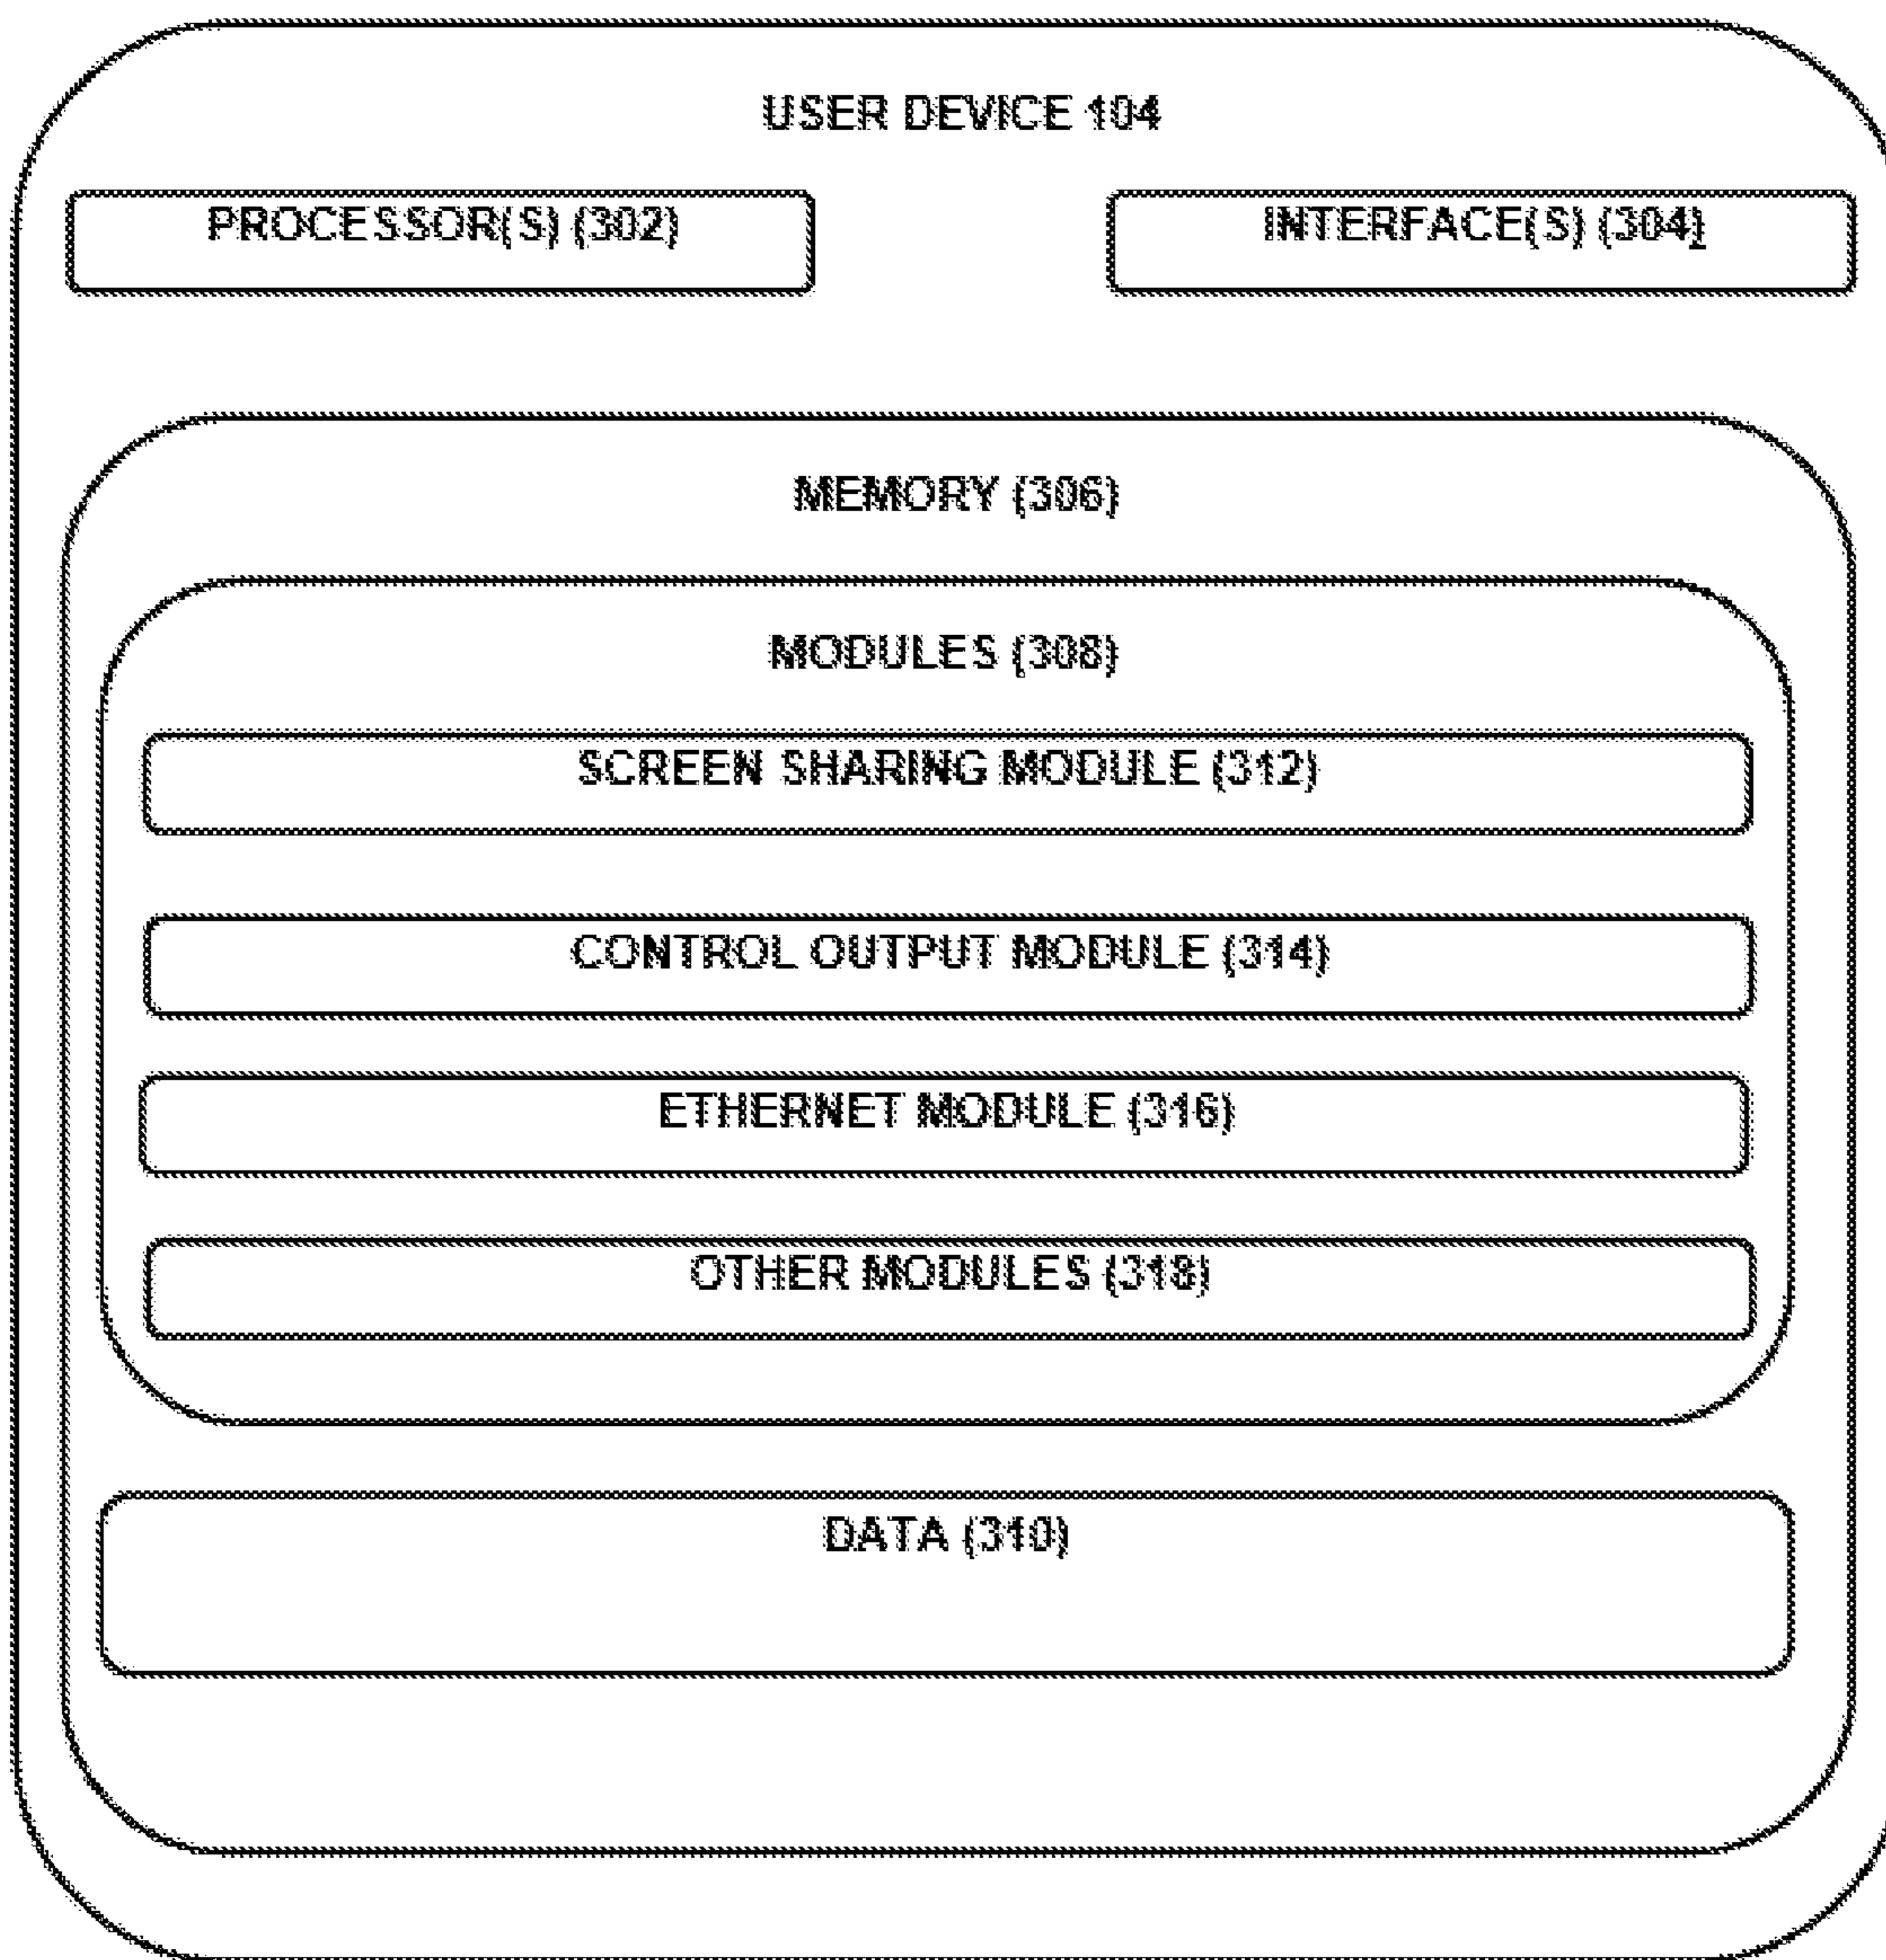 USER DEVICE 104
PROCESSOR(S) (302)
INTERFACE(S) (304)
MEMORY (306)
MODULES (308)
SCREEN SHARING MODULE (312)
CONTROL OUTPUT MODULE (314)
ETHERNET MODULE (316)
OTHER MODULES (318)
DATA (310)